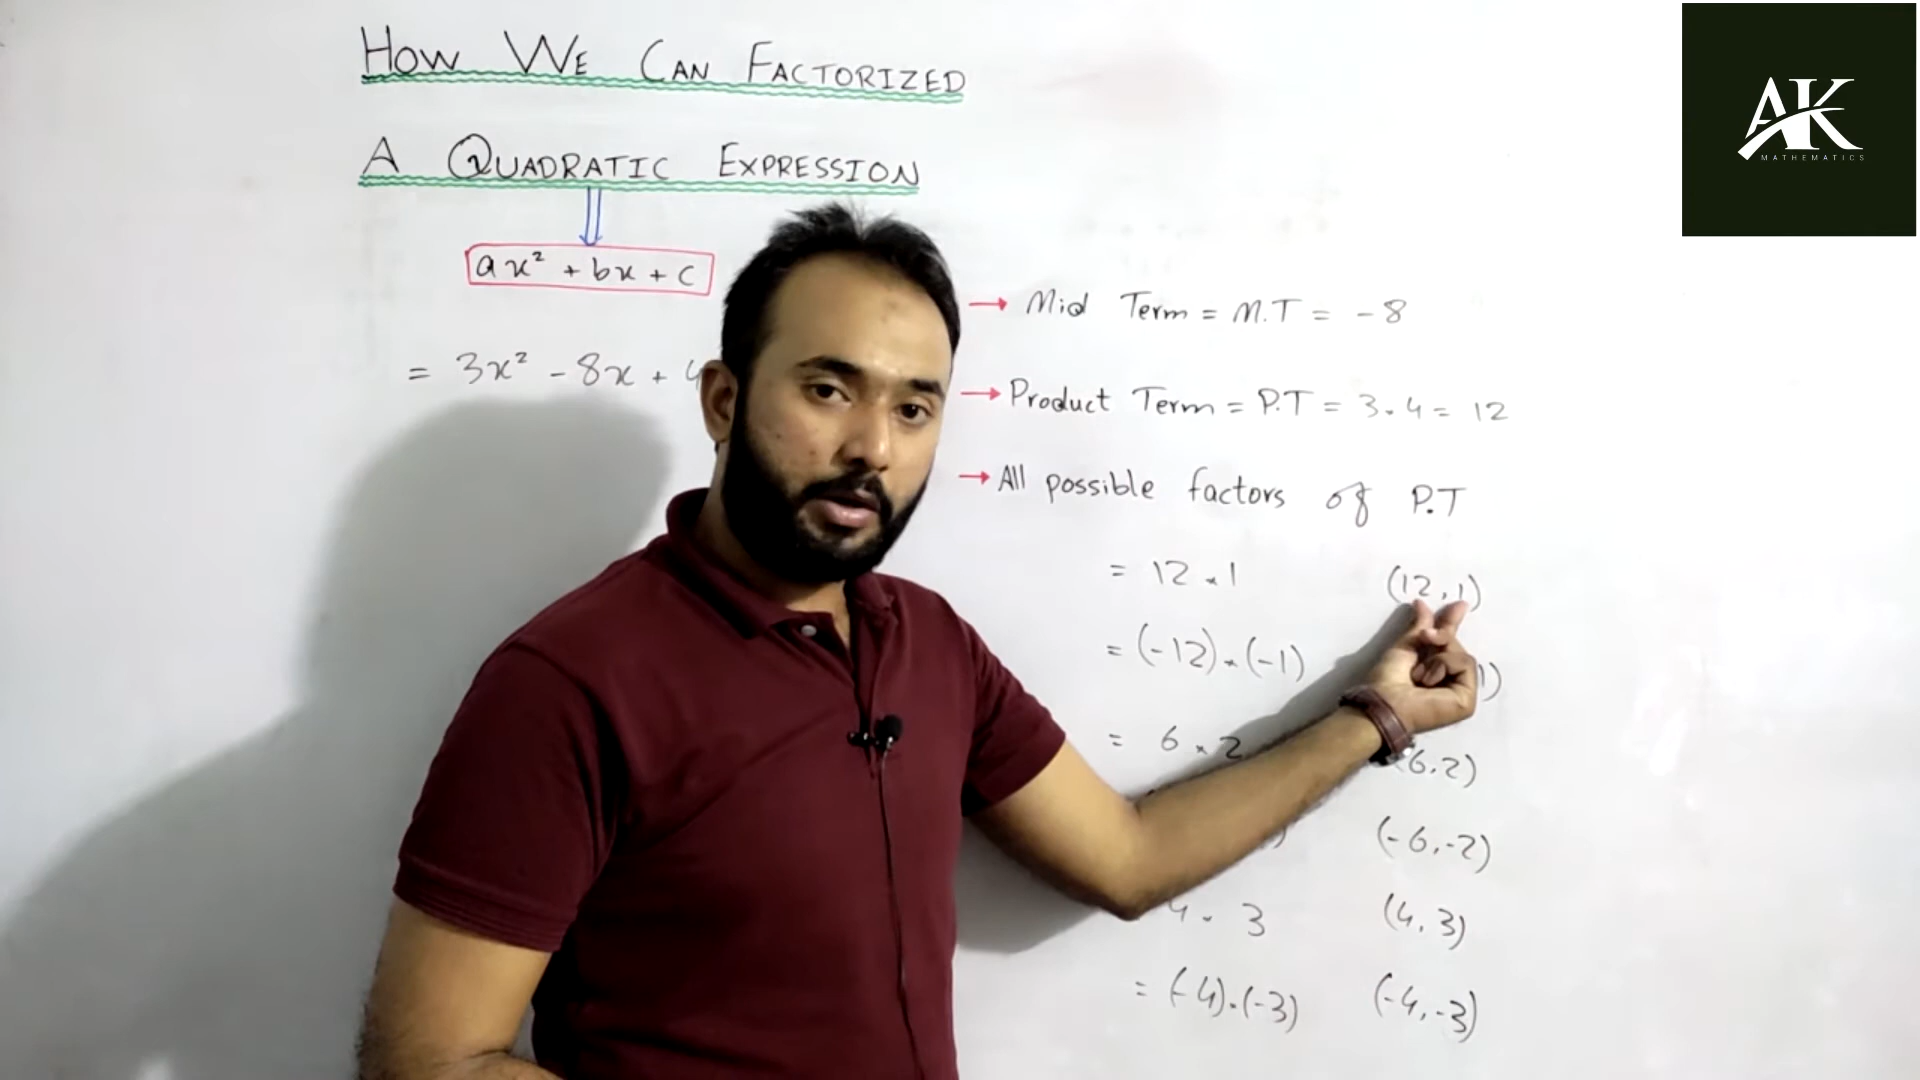 HOW WE CAN FACTORIZED
A QUADRATIC EXPRESSION
ax² + bx + c
= 3x² - 8x + 4
→ Mid Term = M.T = -8
→ Product Term = P.T = 3 . 4 = 12
→ All possible factors of P.T
= 12 × 1 (12, 1)
= (-12) × (-1) 1)
= 6 × 2 (6, 2)
) (-6, -2)
4 . 3 (4, 3)
= (-4) . (-3) (-4, -3)
AK
MATHEMATICS